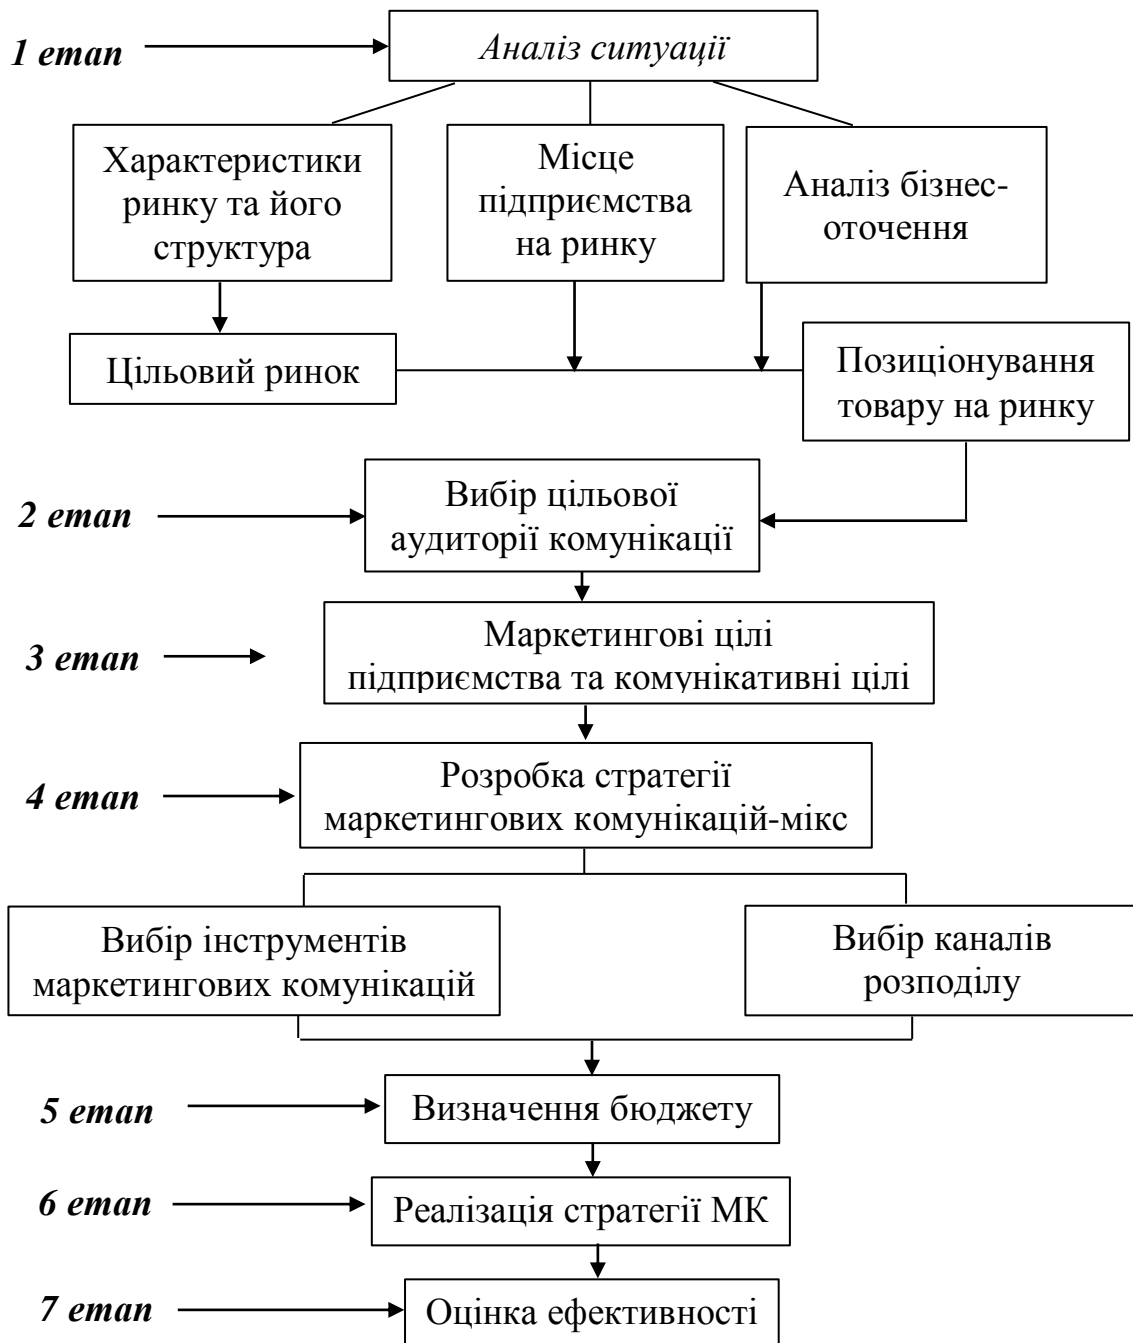 1 етап
Аналіз ситуації
Характеристики
ринку та його
структура
Місце
підприємства
на ринку
Аналіз бізнес-
оточення
Цільовий ринок
Позиціонування
товару на ринку
2 етап
Вибір цільової
аудиторії комунікації
3 етап
Маркетингові цілі
підприємства та комунікативні цілі
4 етап
Розробка стратегії
маркетингових комунікацій-мікс
Вибір інструментів
маркетингових комунікацій
Вибір каналів
розподілу
5 етап
Визначення бюджету
6 етап
Реалізація стратегії МК
7 етап
Оцінка ефективності